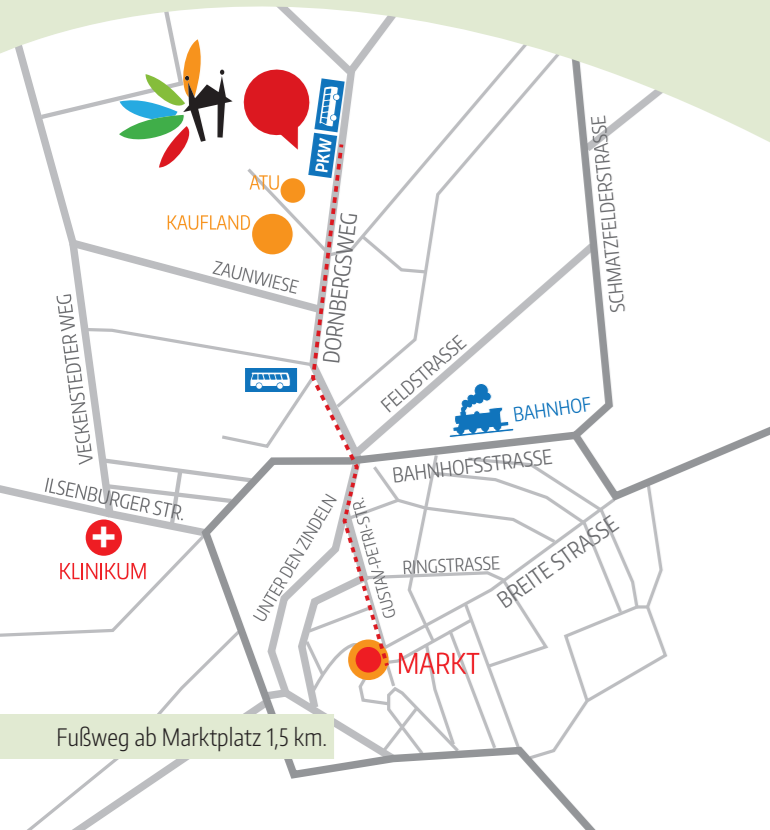 PKW
ATU
KAUFLAND
ZAUNWIESE
DORNBERGSWEG
SCHMATZFELDERSTRASSE
VECKENSTEDTER WEG
FELDSTRASSE
BAHNHOF
BAHNHOFSSTRASSE
ILSENBURGER STR.
KLINIKUM
UNTER DEN ZINDELN
GUSTAV-PETRI-STR.
RINGSTRASSE
BREITE STRASSE
MARKT
Fußweg ab Marktplatz 1,5 km.